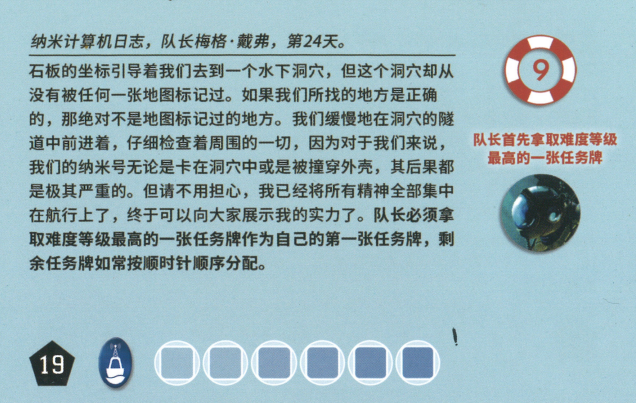 纳米计算机日志，队长梅格·戴弗，第24天。
石板的坐标引导着我们去到一个水下洞穴，但这个洞穴却从
没有被任何一张地图标记过。如果我们所找的地方是正确
的，那绝对不是地图标记过的地方。我们缓慢地在洞穴的隧
道中前进着，仔细检查着周围的一切，因为对于我们来说，
我们的纳米号无论是卡在洞穴中或是被撞穿外壳，其后果都
是极其严重的。但请不用担心，我已经将所有精神全部集中
在航行上了，终于可以向大家展示我的实力了。队长必须拿
取难度等级最高的一张任务牌作为自己的第一张任务牌，剩
余任务牌如常按顺时针顺序分配。
9
队长首先拿取难度等级
最高的一张任务牌
19
!